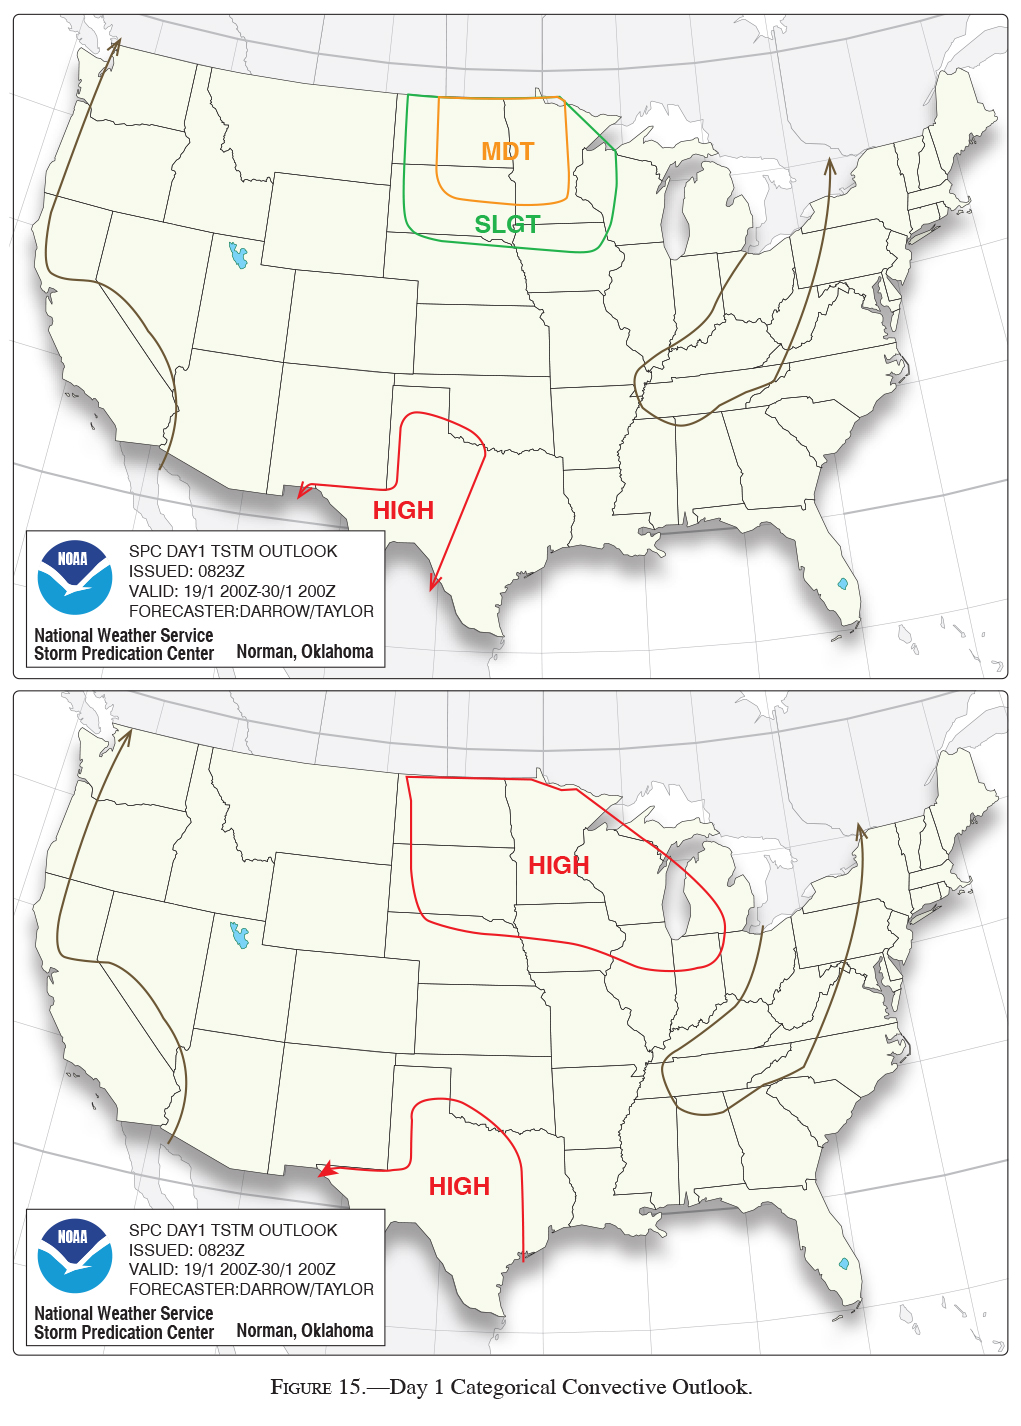 MDT
SLGT
HIGH
NOAA
SPC DAY1 TSTM OUTLOOK
ISSUED: 0823Z
VALID: 19/1 200Z-30/1 200Z
FORECASTER:DARROW/TAYLOR
National Weather Service
Storm Predication Center Norman, Oklahoma
HIGH
HIGH
NOAA
SPC DAY1 TSTM OUTLOOK
ISSUED: 0823Z
VALID: 19/1 200Z-30/1 200Z
FORECASTER:DARROW/TAYLOR
National Weather Service
Storm Predication Center Norman, Oklahoma
FIGURE 15.—Day 1 Categorical Convective Outlook.